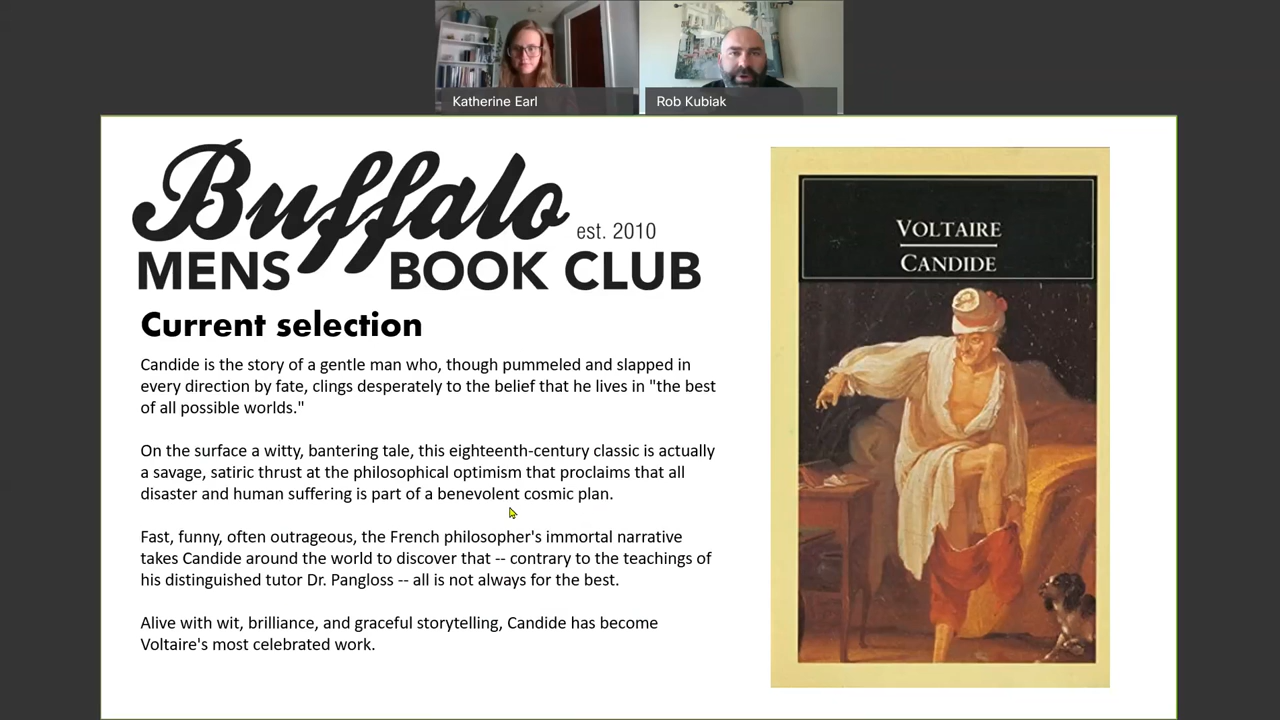 Katherine Earl
Rob Kubiak
Buffalo
est. 2010
MENS BOOK CLUB
Current selection
Candide is the story of a gentle man who, though pummeled and slapped in
every direction by fate, clings desperately to the belief that he lives in "the best
of all possible worlds."
On the surface a witty, bantering tale, this eighteenth-century classic is actually
a savage, satiric thrust at the philosophical optimism that proclaims that all
disaster and human suffering is part of a benevolent cosmic plan.
Fast, funny, often outrageous, the French philosopher's immortal narrative
takes Candide around the world to discover that -- contrary to the teachings of
his distinguished tutor Dr. Pangloss -- all is not always for the best.
Alive with wit, brilliance, and graceful storytelling, Candide has become
Voltaire's most celebrated work.
VOLTAIRE
CANDIDE